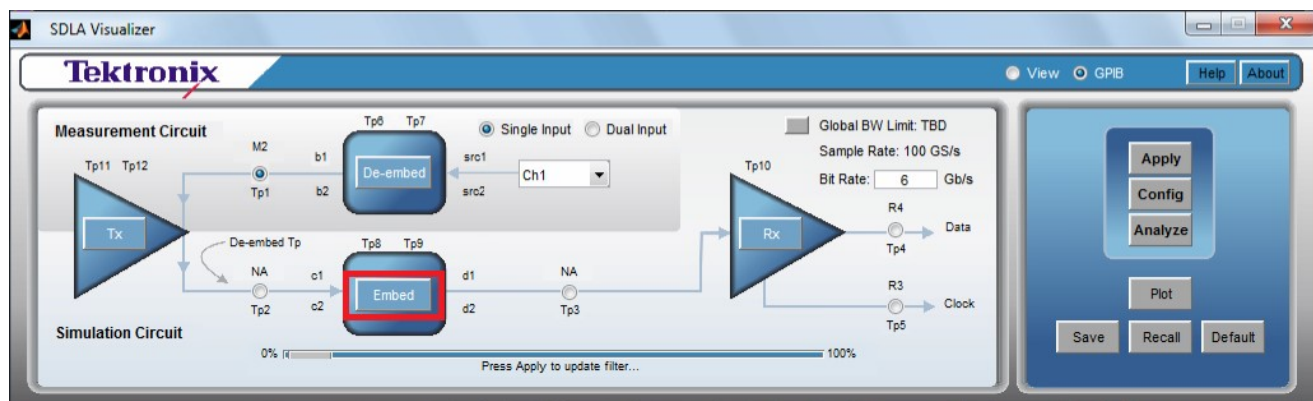 SDLA Visualizer
Tektronix
View GPIB Help About
Measurement Circuit
Tp6 Tp7
Single Input Dual Input
Global BW Limit: TBD
Sample Rate: 100 GS/s
Bit Rate: 6 Gb/s
Tp11 Tp12
M2
Tp1
b1
b2
De-embed
src1
src2
Ch1
Tp10
Tx
Rx
R4
Tp4
Data
De-embed Tp
Tp8 Tp9
NA
Tp2
c1
c2
Embed
d1
d2
NA
Tp3
R3
Tp5
Clock
Simulation Circuit
0% 100%
Press Apply to update filter...
Apply
Config
Analyze
Plot
Save Recall Default